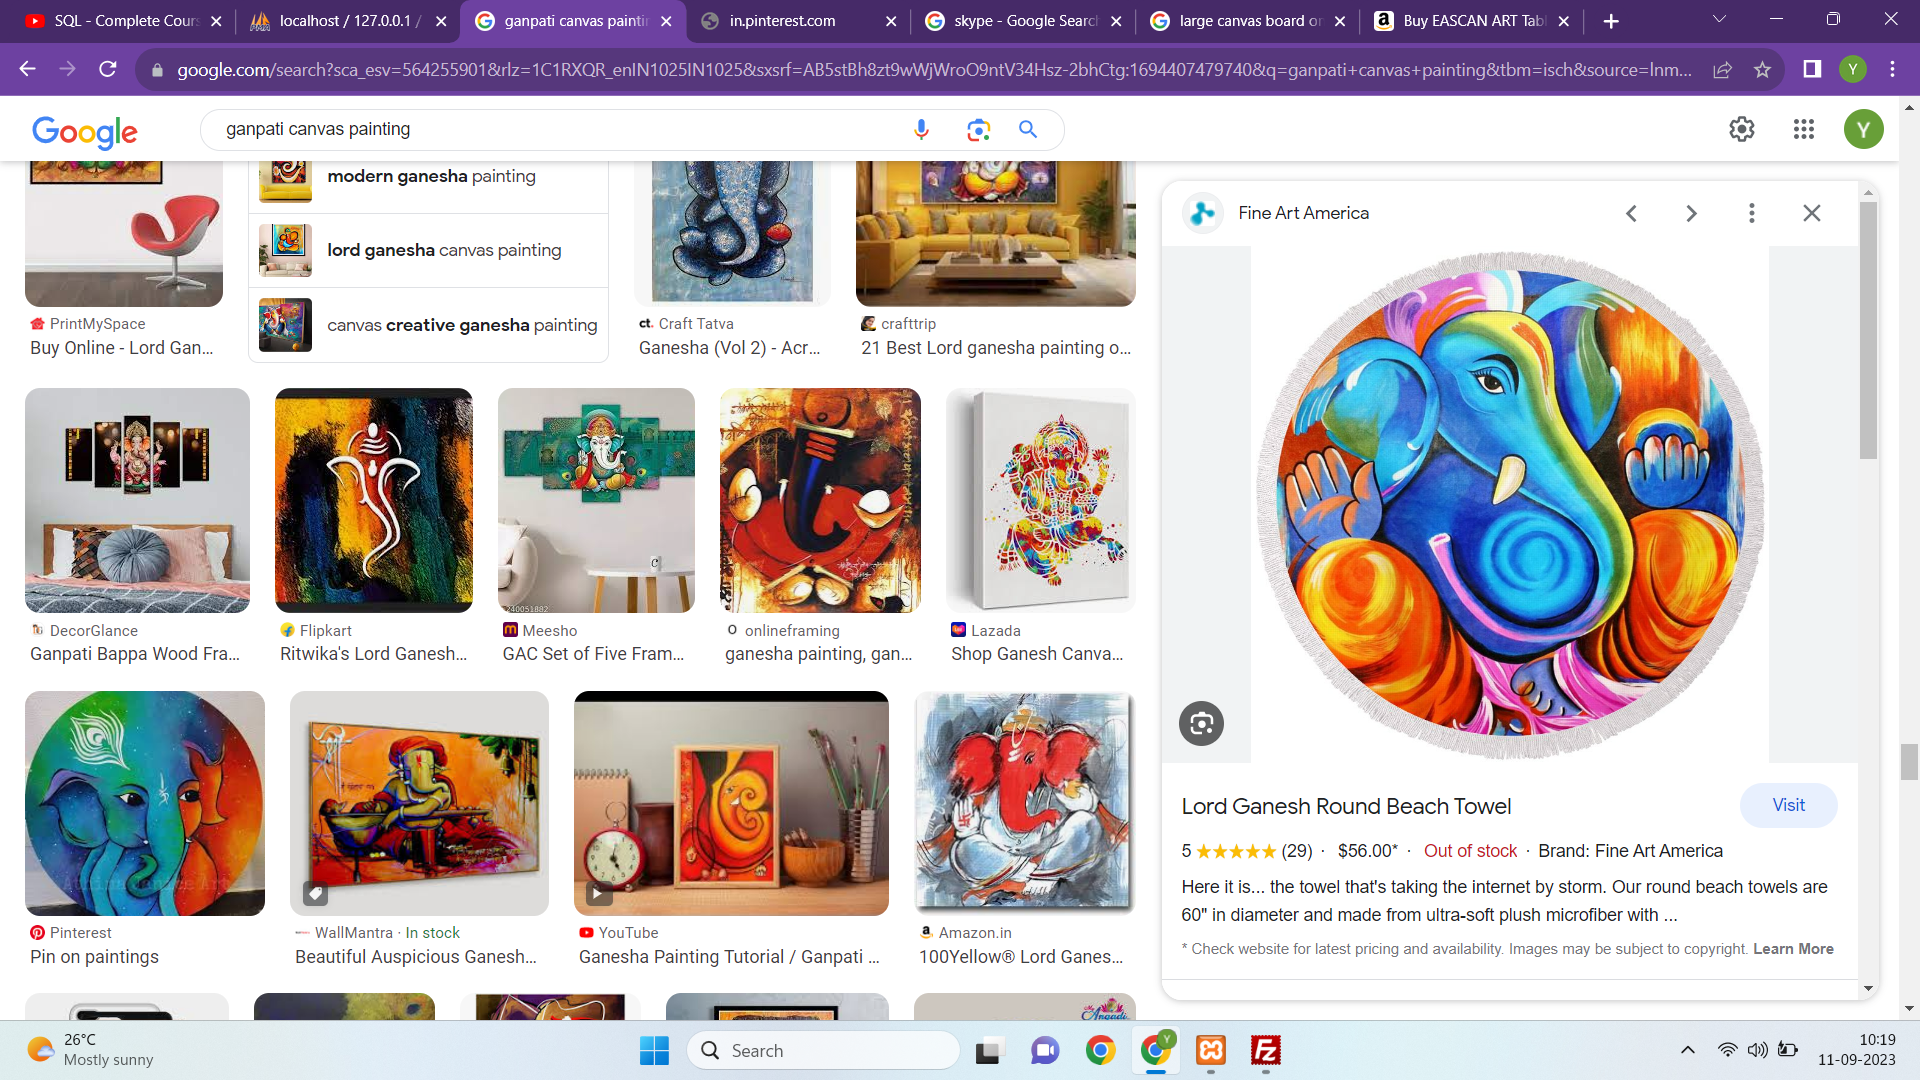 SQL - Complete Cours
localhost / 127.0.0.1 /
ganpati canvas paintin
in.pinterest.com
skype - Google Search
large canvas board on
Buy EASCAN ART Tabl
google.com/search?sca_esv=564255901&rlz=1C1RXQR_enIN1025IN1025&sxsrf=AB5stBh8zt9wWjWroO9ntV34Hsz-2bhCtg:1694407479740&q=ganpati+canvas+painting&tbm=isch&source=lnm...
Y
Google
ganpati canvas painting
Y
modern ganesha painting
lord ganesha canvas painting
canvas creative ganesha painting
PrintMySpace
Buy Online - Lord Gan...
ct. Craft Tatva
Ganesha (Vol 2) - Acr...
crafttrip
21 Best Lord ganesha painting o...
240051882
DecorGlance
Ganpati Bappa Wood Fra...
Flipkart
Ritwika's Lord Ganesh...
Meesho
GAC Set of Five Fram...
onlineframing
ganesha painting, gan...
Lazada
Shop Ganesh Canva...
Pinterest
Pin on paintings
WallMantra · In stock
Beautiful Auspicious Ganesh...
YouTube
Ganesha Painting Tutorial / Ganpati ...
Amazon.in
100Yellow® Lord Ganes...
Fine Art America
Lord Ganesh Round Beach Towel
Visit
5 ★★★★★ (29) · $56.00* · Out of stock · Brand: Fine Art America
Here it is... the towel that's taking the internet by storm. Our round beach towels are
60" in diameter and made from ultra-soft plush microfiber with ...
* Check website for latest pricing and availability. Images may be subject to copyright. Learn More
26°C
Mostly sunny
Search
10:19
11-09-2023